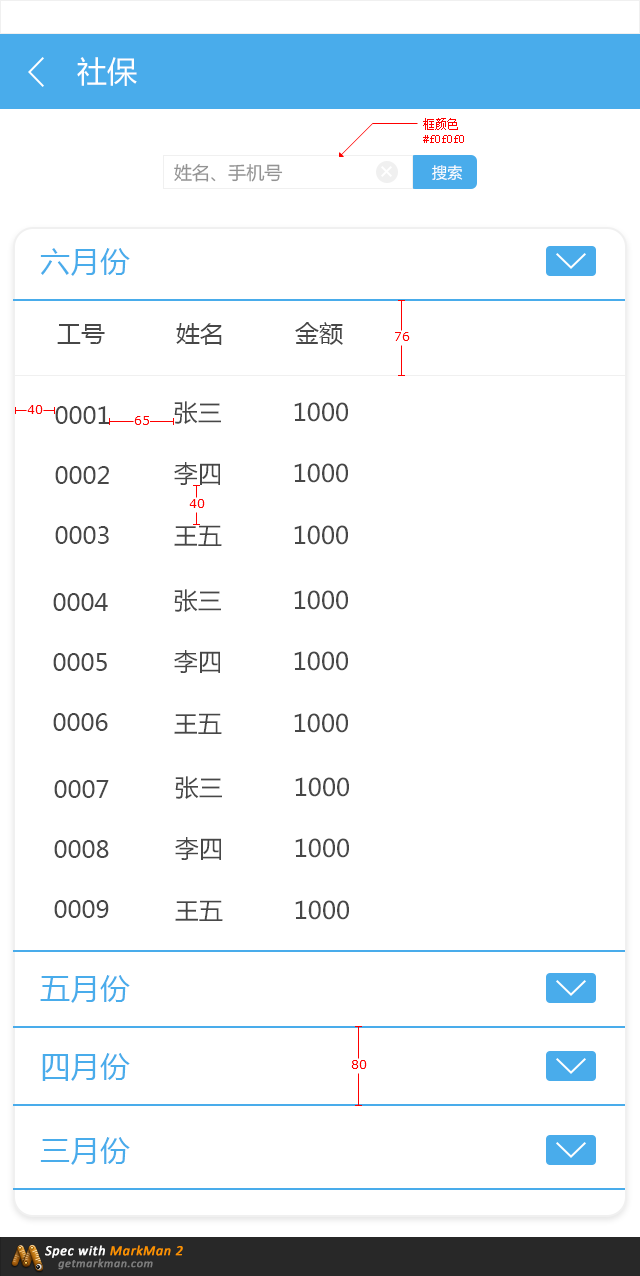 社保
框颜色
#f0f0f0
姓名、手机号 搜索
六月份
工号 姓名 金额
76
40 0001 65 张三 1000
0002 李四 1000
40
0003 王五 1000
0004 张三 1000
0005 李四 1000
0006 王五 1000
0007 张三 1000
0008 李四 1000
0009 王五 1000
五月份
四月份 80
三月份
Spec with MarkMan 2
getmarkman.com